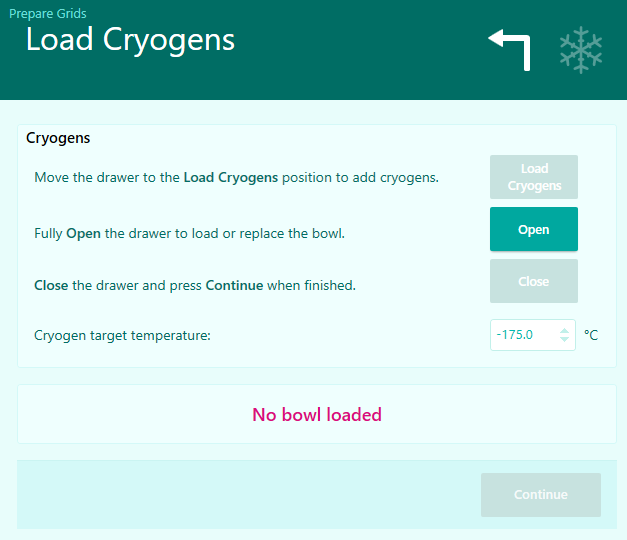 Prepare Grids
Load Cryogens
Cryogens
Move the drawer to the Load Cryogens position to add cryogens.
Load
Cryogens
Fully Open the drawer to load or replace the bowl.
Open
Close the drawer and press Continue when finished.
Close
Cryogen target temperature:
-175.0 °C
No bowl loaded
Continue